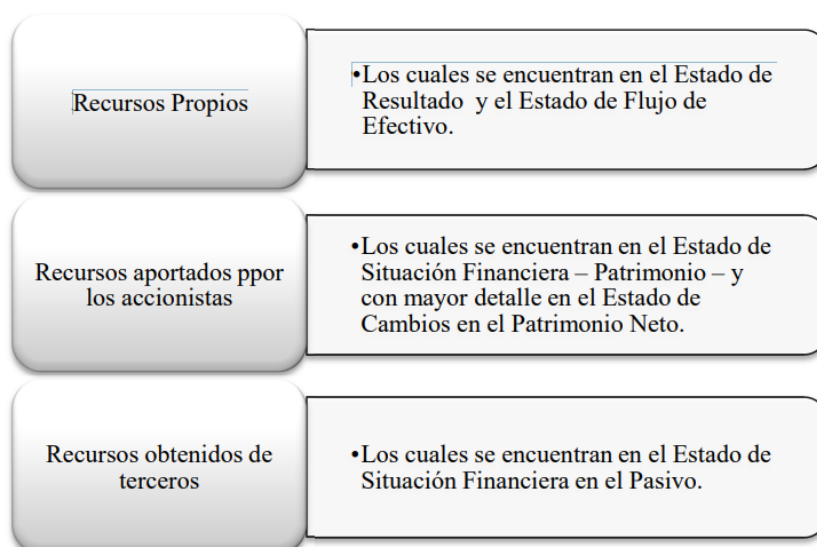 Recursos Propios
•Los cuales se encuentran en el Estado de
Resultado y el Estado de Flujo de
Efectivo.
Recursos aportados ppor
los accionistas
•Los cuales se encuentran en el Estado de
Situación Financiera – Patrimonio – y
con mayor detalle en el Estado de
Cambios en el Patrimonio Neto.
Recursos obtenidos de
terceros
•Los cuales se encuentran en el Estado de
Situación Financiera en el Pasivo.